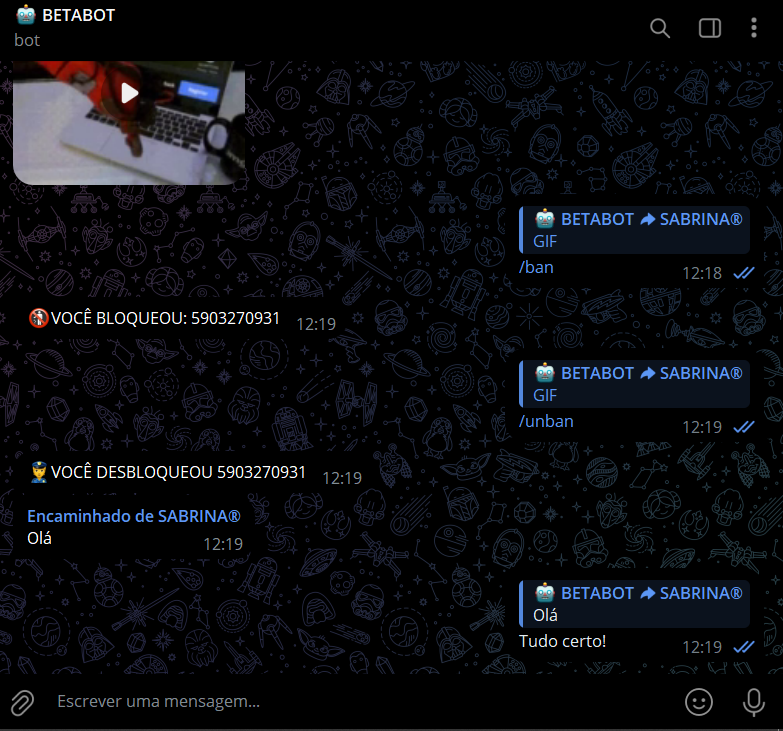 🤖 BETABOT
bot
🤖 BETABOT ➦ SABRINA®
GIF
/ban
12:18
🚷VOCÊ BLOQUEOU: 5903270931
12:19
🤖 BETABOT ➦ SABRINA®
GIF
/unban
12:19
👮VOCÊ DESBLOQUEOU 5903270931
12:19
Encaminhado de SABRINA®
Olá
12:19
🤖 BETABOT ➦ SABRINA®
Olá
Tudo certo!
12:19
Escrever uma mensagem...